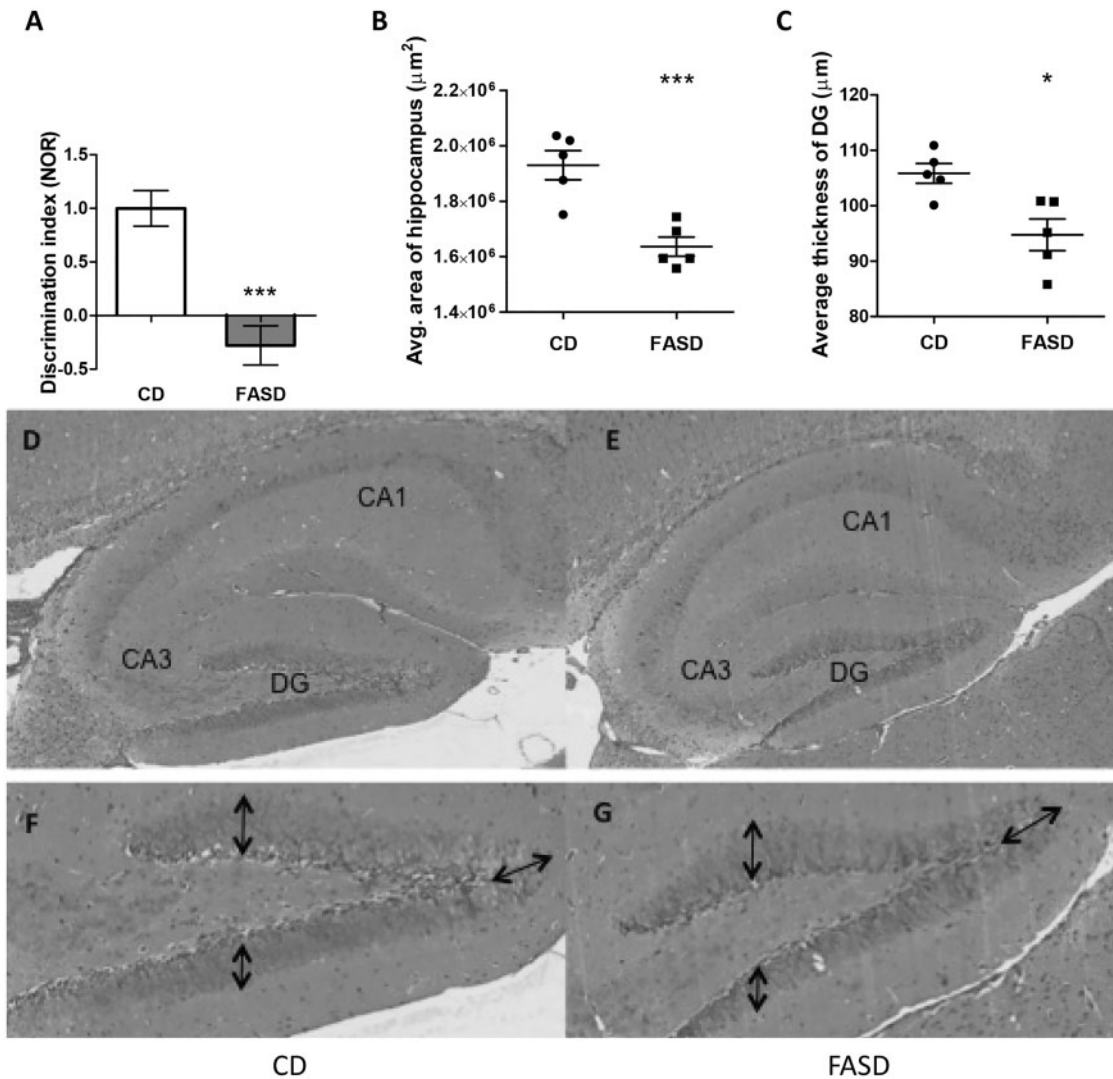 A
Discrimination index (NOR)
1.5
1.0
0.5
0.0
-0.5
***
CD
FASD
B
Avg. area of hippocampus (μm²)
2.2×10⁶
2.0×10⁶
1.8×10⁶
1.6×10⁶
1.4×10⁶
***
CD
FASD
C
Average thickness of DG (μm)
120
110
100
90
80
*
CD
FASD
D
CA1
CA3
DG
E
CA1
CA3
DG
F
G
CD
FASD